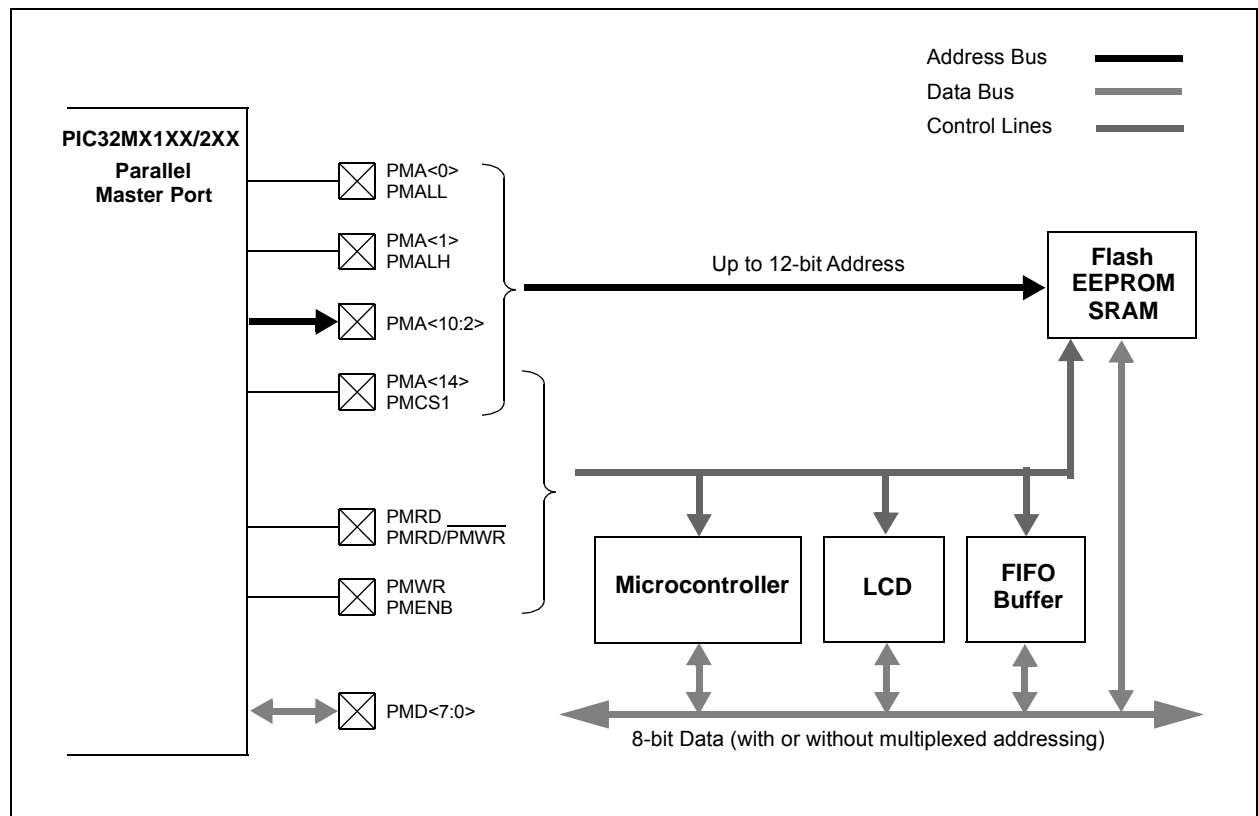 Address Bus
Data Bus
Control Lines
PIC32MX1XX/2XX
Parallel
Master Port
PMA<0>
PMALL
PMA<1>
PMALH
PMA<10:2>
PMA<14>
PMCS1
PMRD
PMRD/PMWR
PMWR
PMENB
PMD<7:0>
Up to 12-bit Address
Flash
EEPROM
SRAM
Microcontroller
LCD
FIFO
Buffer
8-bit Data (with or without multiplexed addressing)